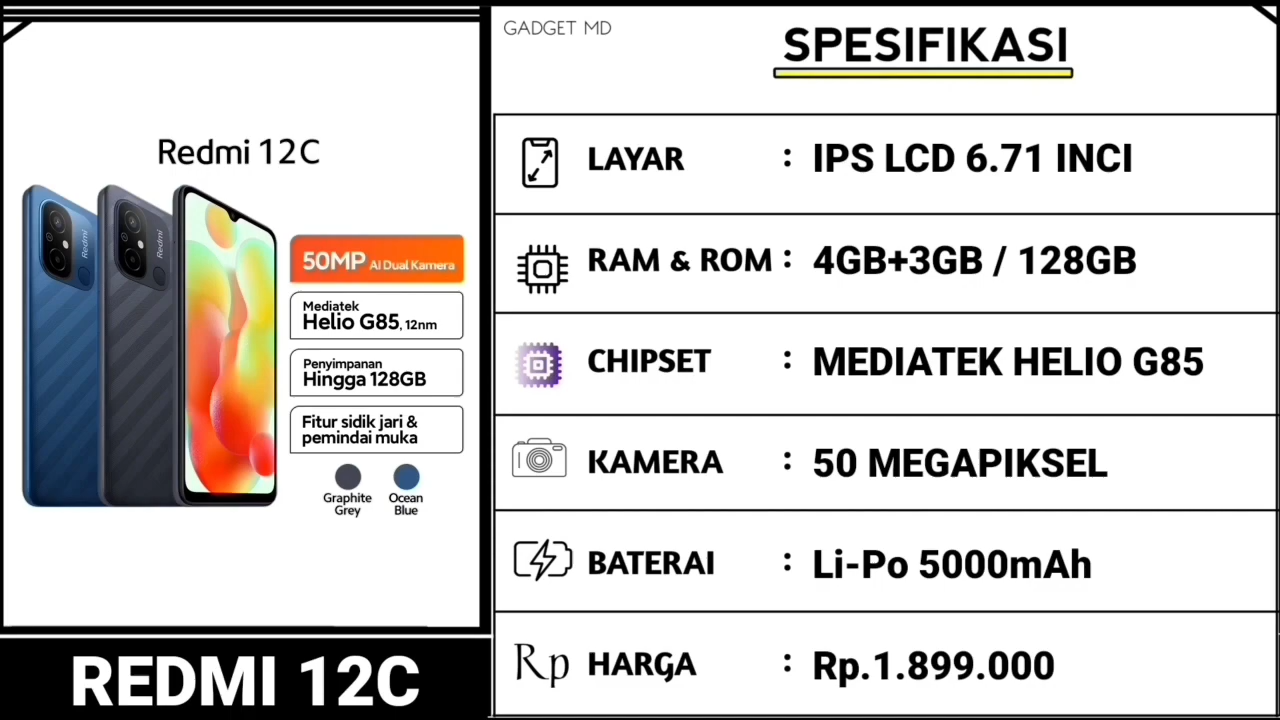 GADGET MD
SPESIFIKASI
Redmi 12C
Redmi
Redmi
50MP AI Dual Kamera
Mediatek
Helio G85, 12nm
Penyimpanan
Hingga 128GB
Fitur sidik jari &
pemindai muka
Graphite
Grey
Ocean
Blue
REDMI 12C
LAYAR : IPS LCD 6.71 INCI
RAM & ROM : 4GB+3GB / 128GB
CHIPSET : MEDIATEK HELIO G85
KAMERA : 50 MEGAPIKSEL
BATERAI : Li-Po 5000mAh
Rp HARGA : Rp.1.899.000